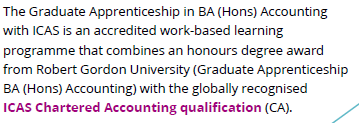 The Graduate Apprenticeship in BA (Hons) Accounting
with ICAS is an accredited work-based learning
programme that combines an honours degree award
from Robert Gordon University (Graduate Apprenticeship
BA (Hons) Accounting) with the globally recognised
ICAS Chartered Accounting qualification (CA).